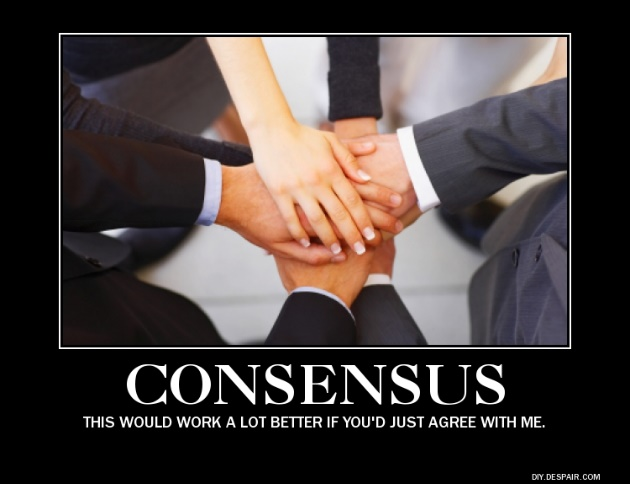 CONSENSUS
THIS WOULD WORK A LOT BETTER IF YOU'D JUST AGREE WITH ME.
DIY.DESPAIR.COM